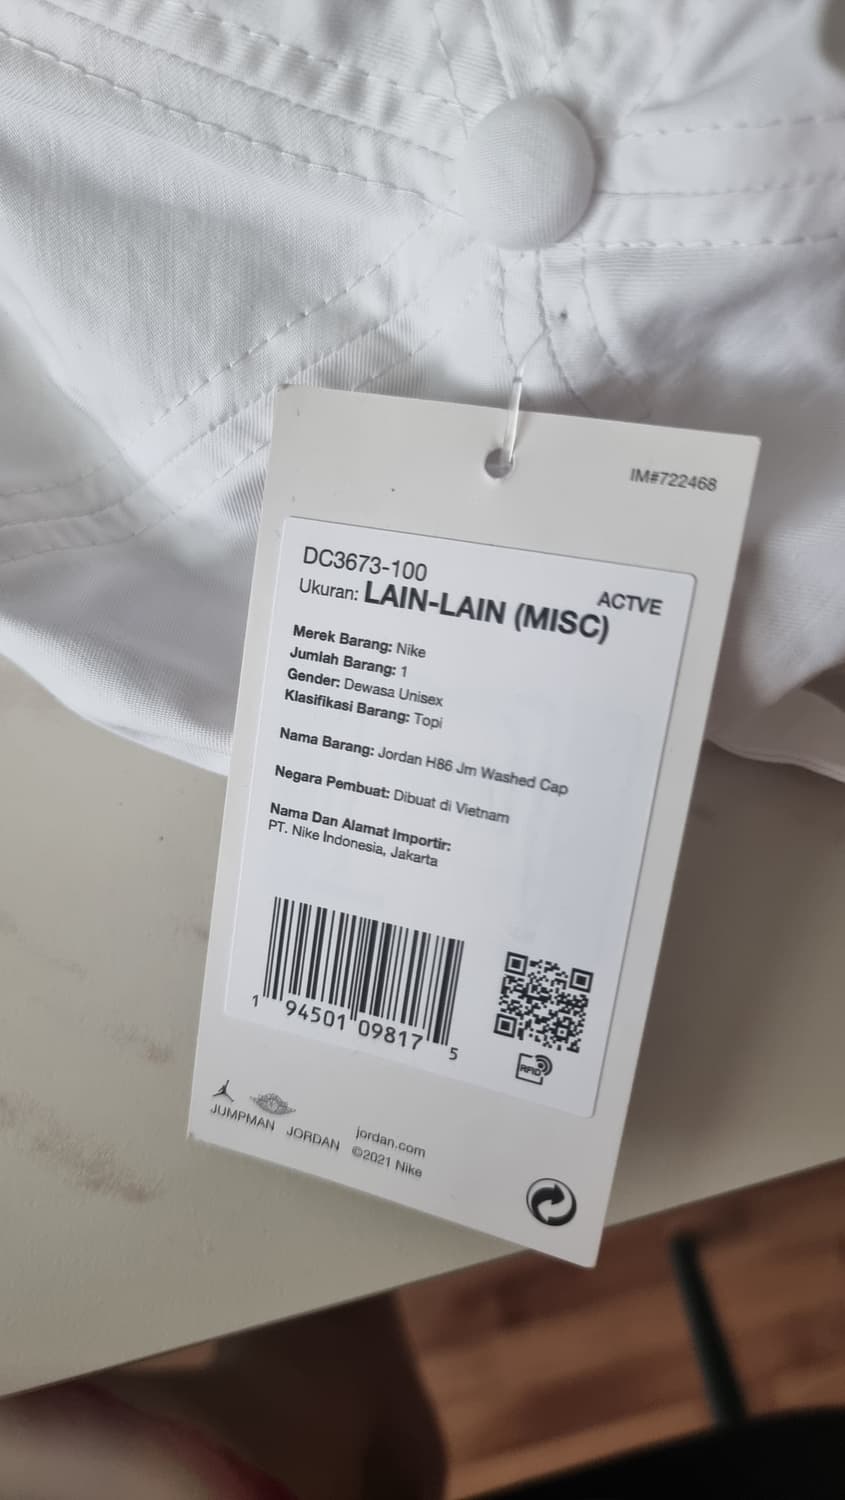 IM#722468
DC3673-100
ACTVE
Ukuran: LAIN-LAIN (MISC)
Merek Barang: Nike
Jumlah Barang: 1
Gender: Dewasa Unisex
Klasifikasi Barang: Topi
Nama Barang: Jordan H86 Jm Washed Cap
Negara Pembuat: Dibuat di Vietnam
Nama Dan Alamat Importir:
PT. Nike Indonesia, Jakarta
1 94501 09817 5
RFID
JUMPMAN JORDAN
jordan.com
©2021 Nike